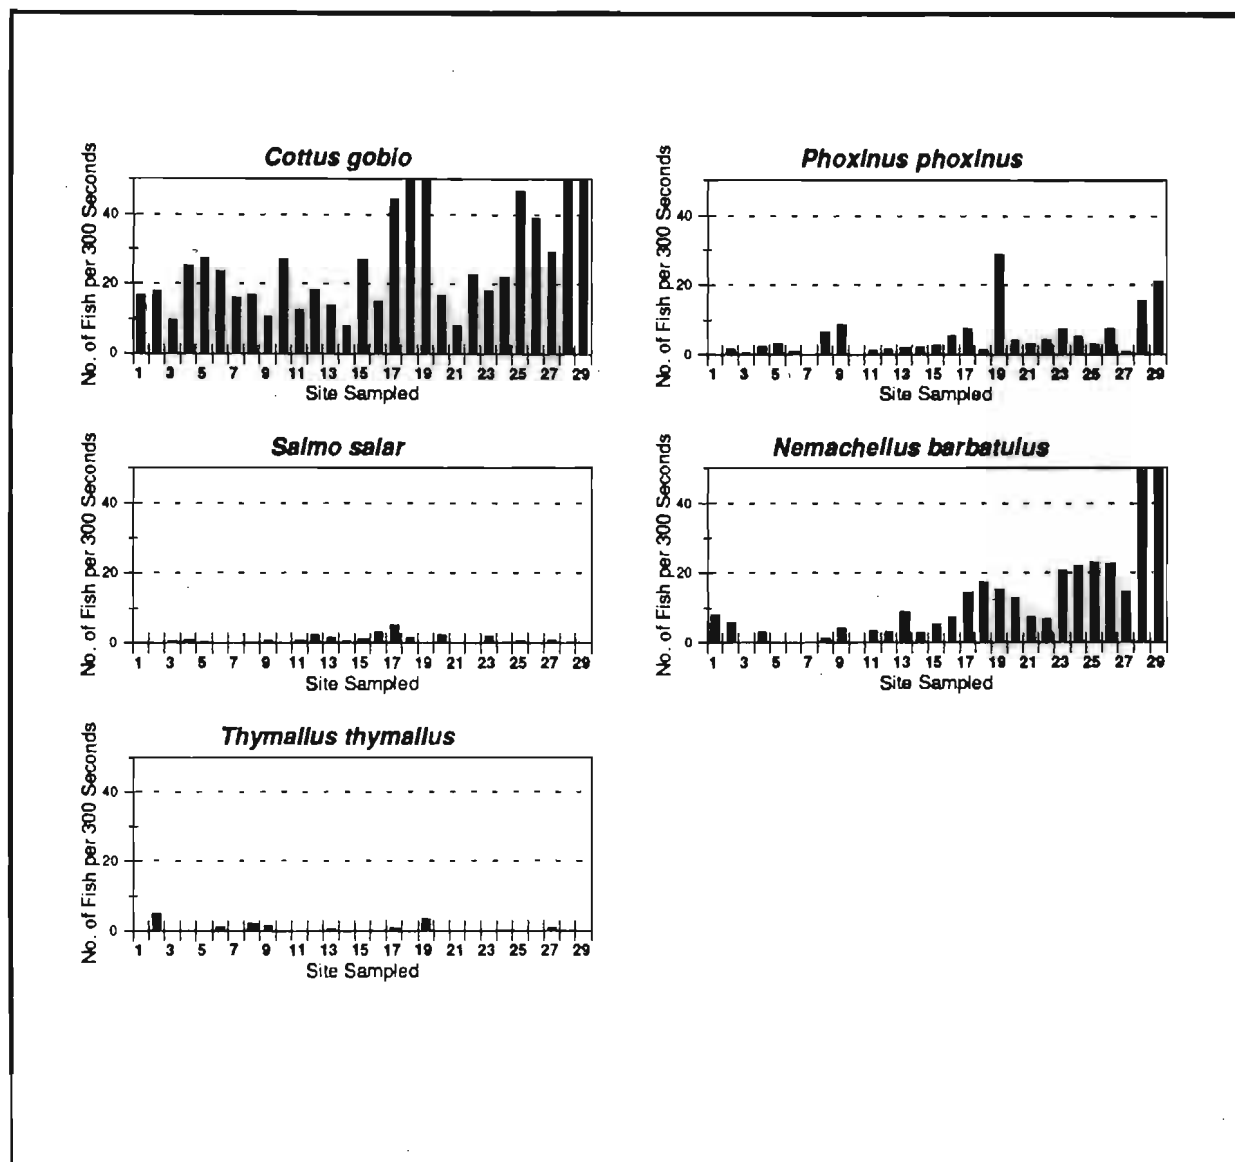 Cottus gobio
No. of Fish per 300 Seconds
40
20
0
1 3 5 7 9 11 13 15 17 19 21 23 25 27 29
Site Sampled
Phoxinus phoxinus
No. of Fish per 300 Seconds
40
20
0
1 3 5 7 9 11 13 15 17 19 21 23 25 27 29
Site Sampled
Salmo salar
No. of Fish per 300 Seconds
40
20
0
1 3 5 7 9 11 13 15 17 19 21 23 25 27 29
Site Sampled
Nemachellus barbatulus
No. of Fish per 300 Seconds
40
20
0
1 3 5 7 9 11 13 15 17 19 21 23 25 27 29
Site Sampled
Thymallus thymallus
No. of Fish per 300 Seconds
40
20
0
1 3 5 7 9 11 13 15 17 19 21 23 25 27 29
Site Sampled